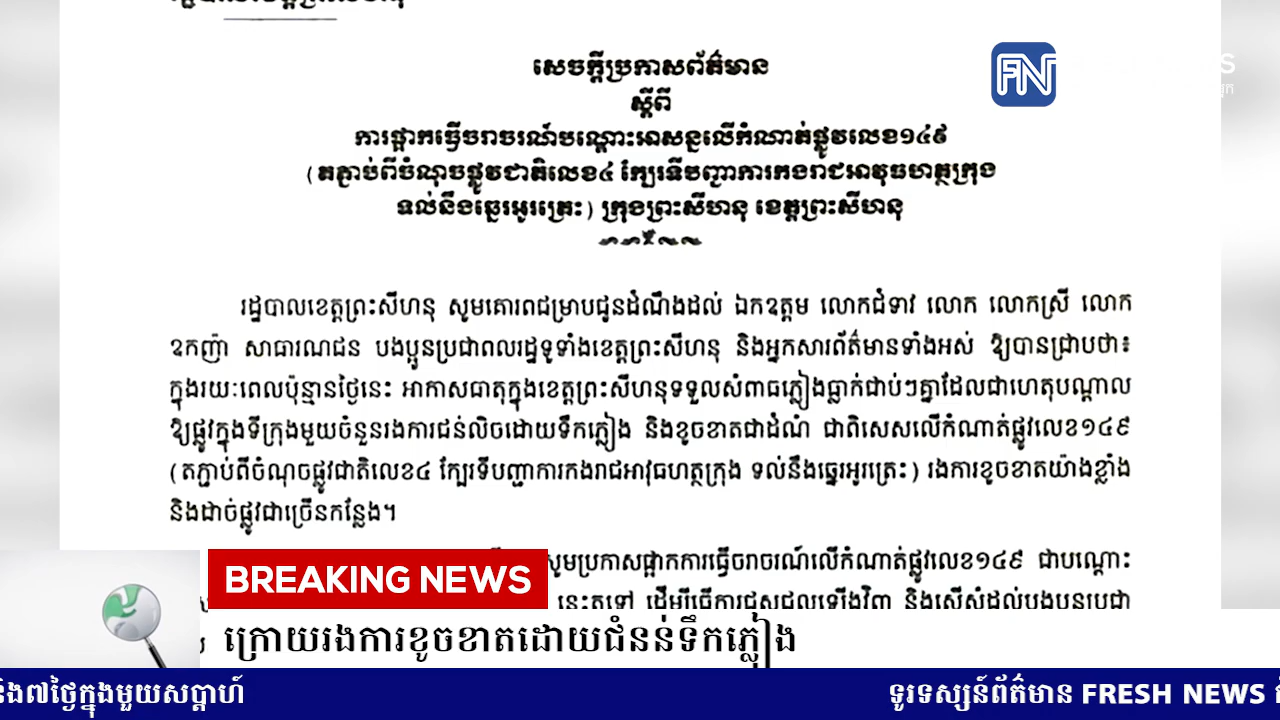 សេចក្ដីប្រកាសព័ត៌មាន
ស្ដីពី
ការផ្អាកធ្វើចរាចរណ៍បណ្ដោះអាសន្នលើកំណាត់ផ្លូវលេខ១៤៩
(តភ្ជាប់ពីចំណុចផ្លូវជាតិលេខ៤ ក្បែរទីបញ្ជាការកងរាជអាវុធហត្ថក្រុង
ទល់នឹងឆ្នេរអូរត្រេះ) ក្រុងព្រះសីហនុ ខេត្តព្រះសីហនុ
រដ្ឋបាលខេត្តព្រះសីហនុ សូមគោរពជម្រាបជូនដំណឹងដល់ ឯកឧត្តម លោកជំទាវ លោក លោកស្រី លោក
ឧកញ៉ា សាធារណជន បងប្អូនប្រជាពលរដ្ឋទូទាំងខេត្តព្រះសីហនុ និងអ្នកសារព័ត៌មានទាំងអស់ ឱ្យបានជ្រាបថា៖
ក្នុងរយៈពេលប៉ុន្មានថ្ងៃនេះ អាកាសធាតុក្នុងខេត្តព្រះសីហនុទទួលសំពាធភ្លៀងធ្លាក់ជាប់ៗគ្នាដែលជាហេតុបណ្ដាល
ឱ្យផ្លូវក្នុងទីក្រុងមួយចំនួនរងការជន់លិចដោយទឹកភ្លៀង និងខូចខាតជាដំណំ ជាពិសេសលើកំណាត់ផ្លូវលេខ១៤៩
(តភ្ជាប់ពីចំណុចផ្លូវជាតិលេខ៤ ក្បែរទីបញ្ជាការកងរាជអាវុធហត្ថក្រុង ទល់នឹងឆ្នេរអូរត្រេះ) រងការខូចខាតយ៉ាងខ្លាំង
និងដាច់ផ្លូវជាច្រើនកន្លែង។
សូមប្រកាសផ្អាកការធ្វើចរាចរណ៍លើកំណាត់ផ្លូវលេខ១៤៩ ជាបណ្ដោះ
BREAKING NEWS
នេះតទៅ ដើម្បីធ្វើការជួសជុលឡើងវិញ និងស្នើសុំដល់បងប្អូនប្រជា
ក្រោយរងការខូចខាតដោយជំនន់ទឹកភ្លៀង
និង៧ថ្ងៃក្នុងមួយសប្ដាហ៍
ទូរទស្សន៍ព័ត៌មាន FRESH NEWS